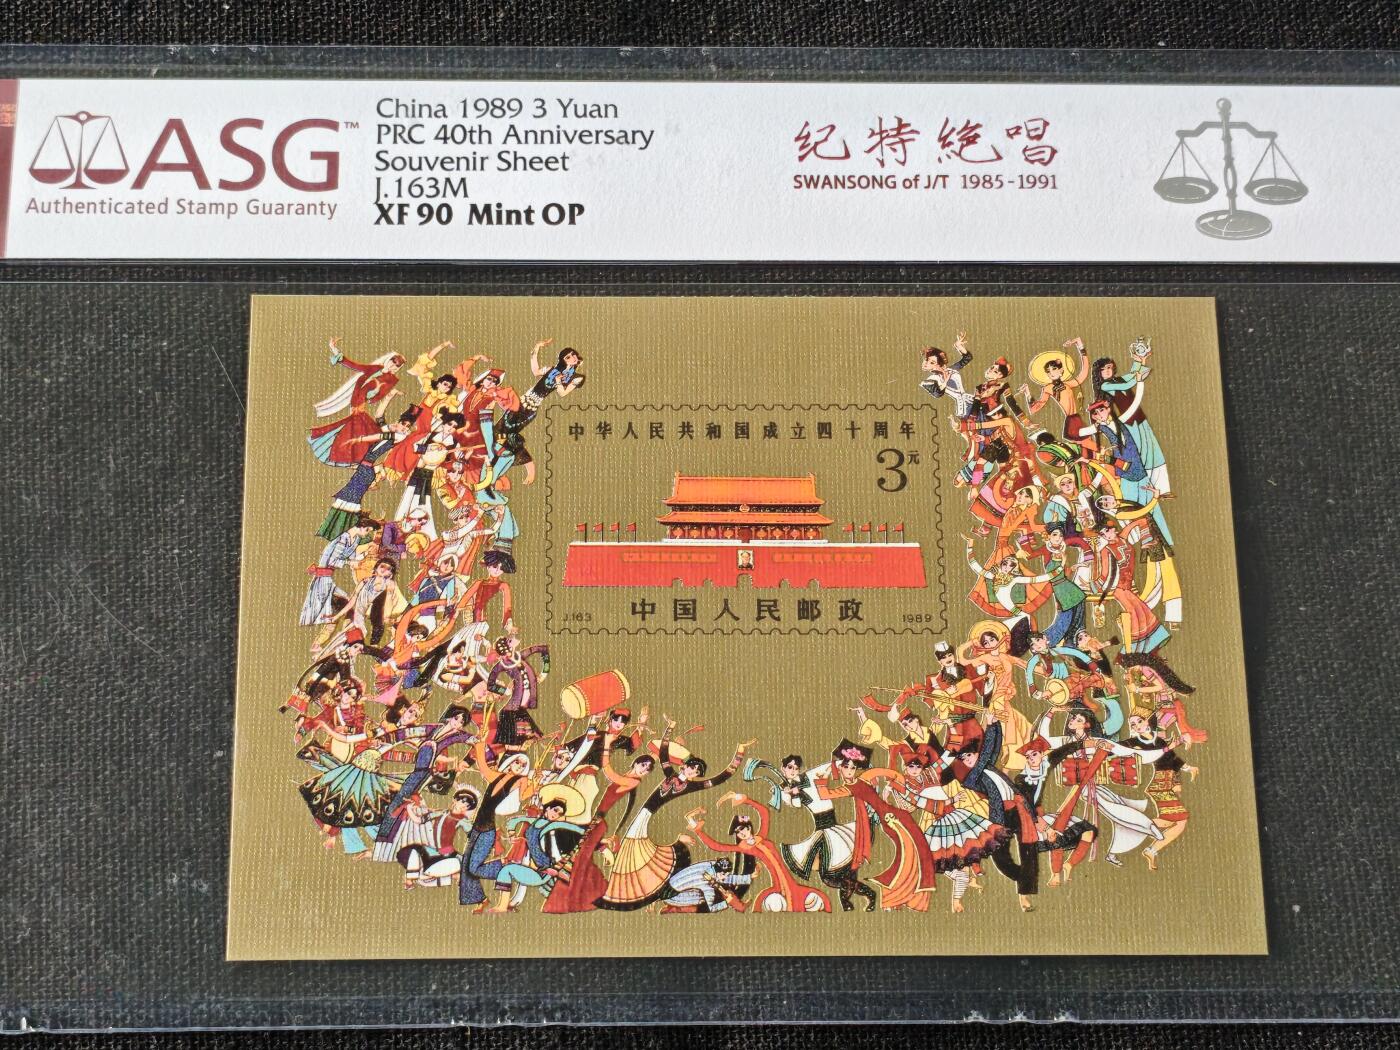 ASG™
Authenticated Stamp Guaranty
China 1989 3 Yuan
PRC 40th Anniversary
Souvenir Sheet
J.163M
XF 90 Mint OP
纪特絶唱
SWANSONG of J/T 1985-1991
中华人民共和国成立四十周年
3元
中国人民邮政
J.163
1989